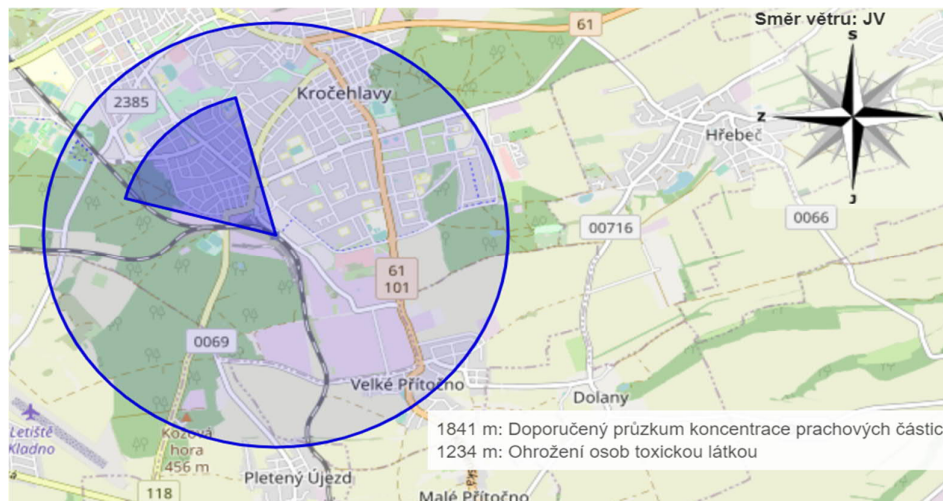 61
Směr větru: JV
S
Kročehlavy
2385
Hřebeč
Z
V
J
0066
00716
61
101
0069
Velké Přítočno
Dolany
Letiště
Kladno
Kozová
hora
456 m
1841 m: Doporučený průzkum koncentrace prachových částic
1234 m: Ohrožení osob toxickou látkou
Pletený Újezd
118
Malé Přítočno